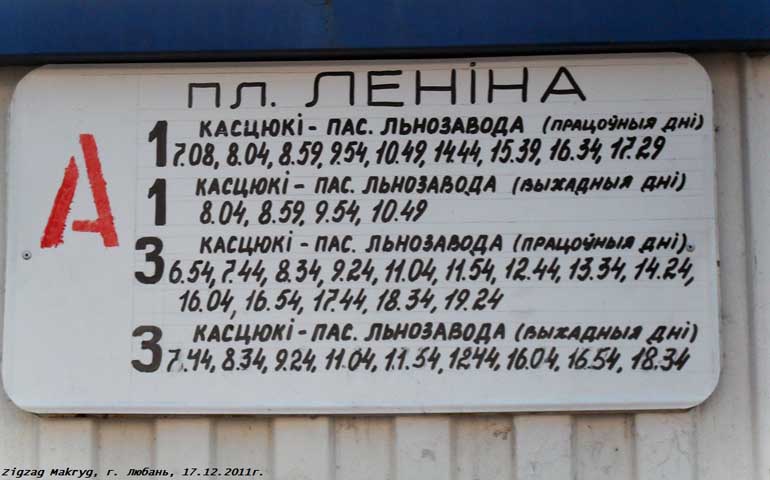 пл. ЛЕНІНА
А
1 КАСЦЮКІ - ПАС. ЛЬНОЗАВОДА (ПРАЦОЎНЫЯ ДНІ)
7.08, 8.04, 8.59, 9.54, 10.49, 14.44, 15.39, 16.34, 17.29
1 КАСЦЮКІ - ПАС. ЛЬНОЗАВОДА (ВЫХАДНЫЯ ДНІ)
8.04, 8.59, 9.54, 10.49
3 КАСЦЮКІ - ПАС. ЛЬНОЗАВОДА (ПРАЦОЎНЫЯ ДНІ).
6.54, 7.44, 8.34, 9.24, 11.04, 11.54, 12.44, 13.34, 14.24,
16.04, 16.54, 17.44, 18.34, 19.24
3 КАСЦЮКІ - ПАС. ЛЬНОЗАВОДА (ВЫХАДНЫЯ ДНІ)
7.44, 8.34, 9.24, 11.04, 11.54, 1244, 16.04, 16.54, 18.34
Zigzag Makryg, г. Любань, 17.12.2011г.